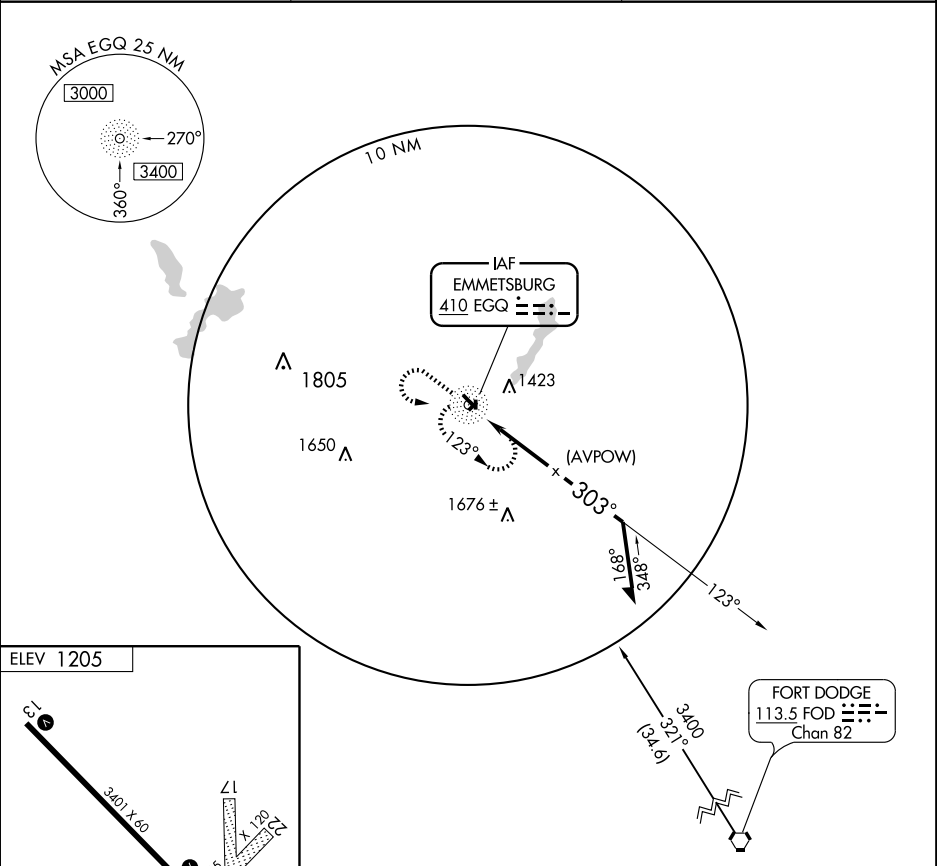 MSA EGQ 25 NM
3000
270°
3400
360°
10 NM
IAF
EMMETSBURG
410 EGQ
1805
1423
1650
123°
(AVPOW)
303°
1676 ±
168°
348°
123°
ELEV 1205
FORT DODGE
113.5 FOD
Chan 82
3400
321°
(34.6)
13
3401 X 60
17
X 120
22